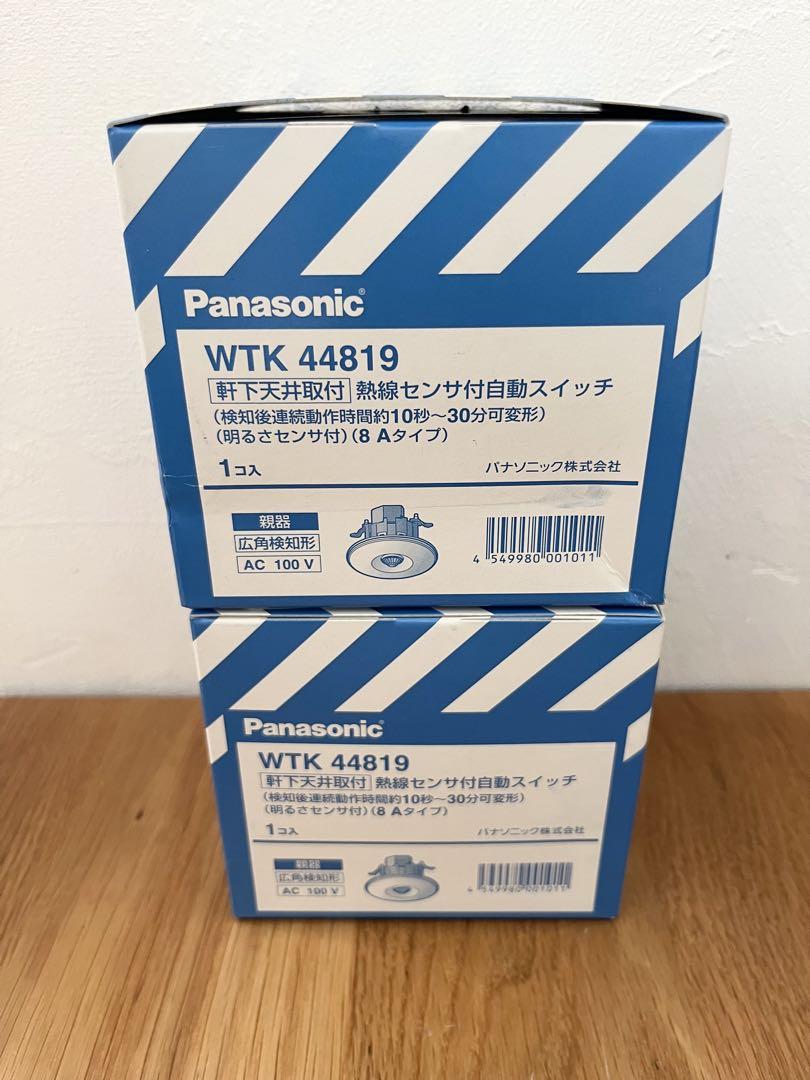 Panasonic®
WTK 44819
軒下天井取付 熱線センサ付自動スイッチ
(検知後連続動作時間約10秒～30分可変形)
(明るさセンサ付)(8 Aタイプ)
1コ入 パナソニック株式会社
親器
広角検知形
AC 100 V
4 549980 001011
Panasonic®
WTK 44819
軒下天井取付 熱線センサ付自動スイッチ
(検知後連続動作時間約10秒～30分可変形)
(明るさセンサ付)(8 Aタイプ)
1コ入 パナソニック株式会社
親器
広角検知形
AC 100 V
4 549980 001011